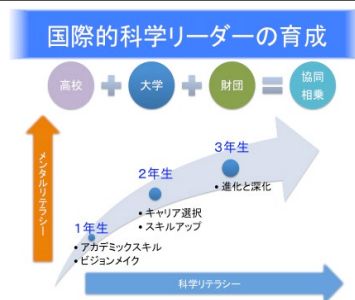 国際的科学リーダーの育成
高校
大学
財団
協同
相乗
メンタルリテラシー
3年生
• 進化と深化
2年生
• キャリア選択
• スキルアップ
1年生
• アカデミックスキル
• ビジョンメイク
科学リテラシー